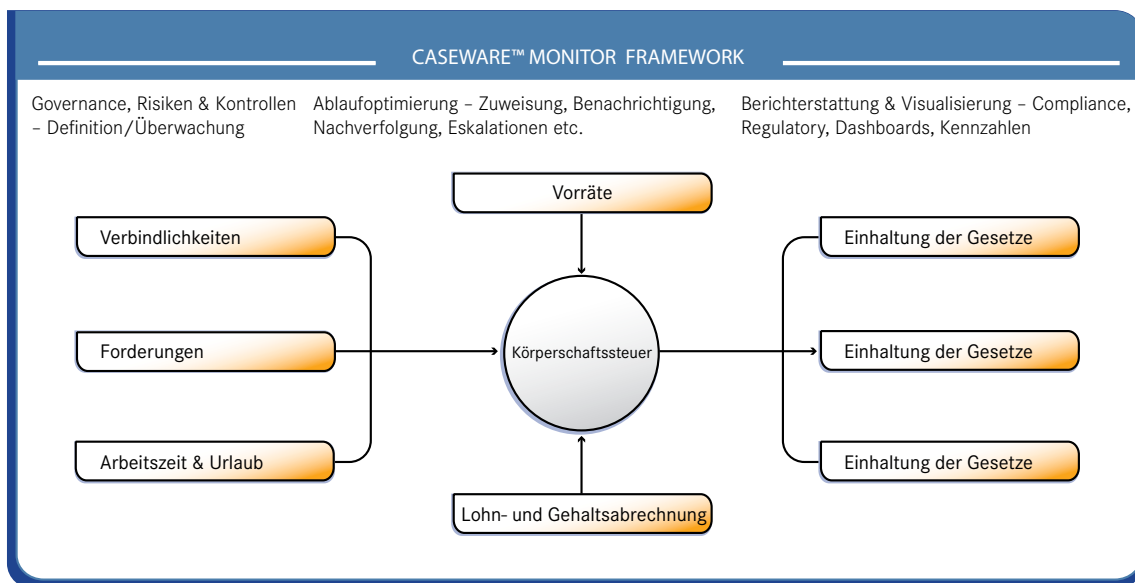 CASEWARE™ MONITOR FRAMEWORK
Governance, Risiken & Kontrollen
– Definition/Überwachung
Ablaufoptimierung – Zuweisung, Benachrichtigung,
Nachverfolgung, Eskalationen etc.
Berichterstattung & Visualisierung – Compliance,
Regulatory, Dashboards, Kennzahlen
Vorräte
Verbindlichkeiten
Einhaltung der Gesetze
Forderungen
Körperschaftssteuer
Einhaltung der Gesetze
Arbeitszeit & Urlaub
Einhaltung der Gesetze
Lohn- und Gehaltsabrechnung